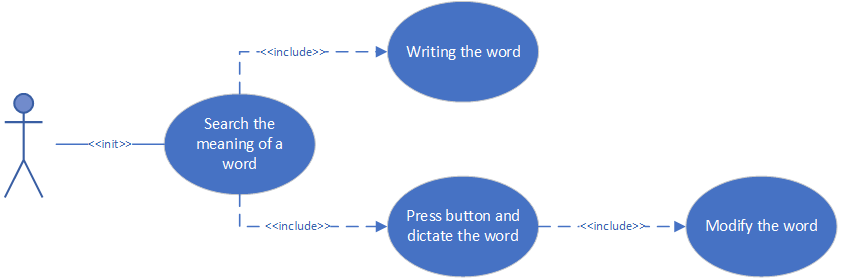 Writing the word
<<include>>
Search the
meaning of a
word
<<init>>
Press button and
dictate the word
<<include>>
<<include>>
Modify the word